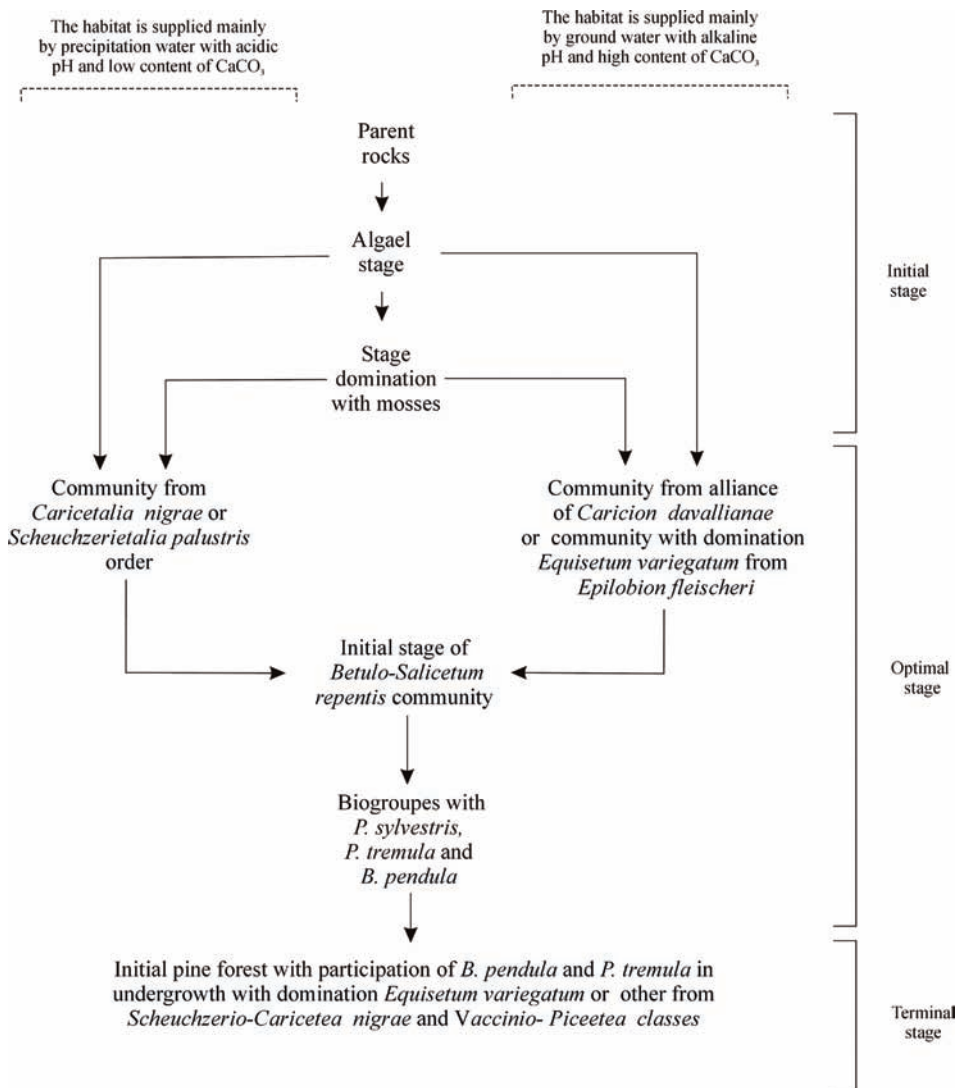 The habitat is supplied mainly
by precipitation water with acidic
pH and low content of CaCO₃
The habitat is supplied mainly
by ground water with alkaline
pH and high content of CaCO₃
Parent
rocks
Algael
stage
Initial
stage
Stage
domination
with mosses
Community from
Caricetalia nigrae or
Scheuchzerietalia palustris
order
Community from alliance
of Caricion davallianae
or community with domination
Equisetum variegatum from
Epilobion fleischeri
Initial stage of
Betulo-Salicetum
repentis community
Optimal
stage
Biogroupes with
P. sylvestris,
P. tremula and
B. pendula
Initial pine forest with participation of B. pendula and P. tremula in
undergrowth with domination Equisetum variegatum or other from
Scheuchzerio-Caricetea nigrae and Vaccinio- Piceetea classes
Terminal
stage